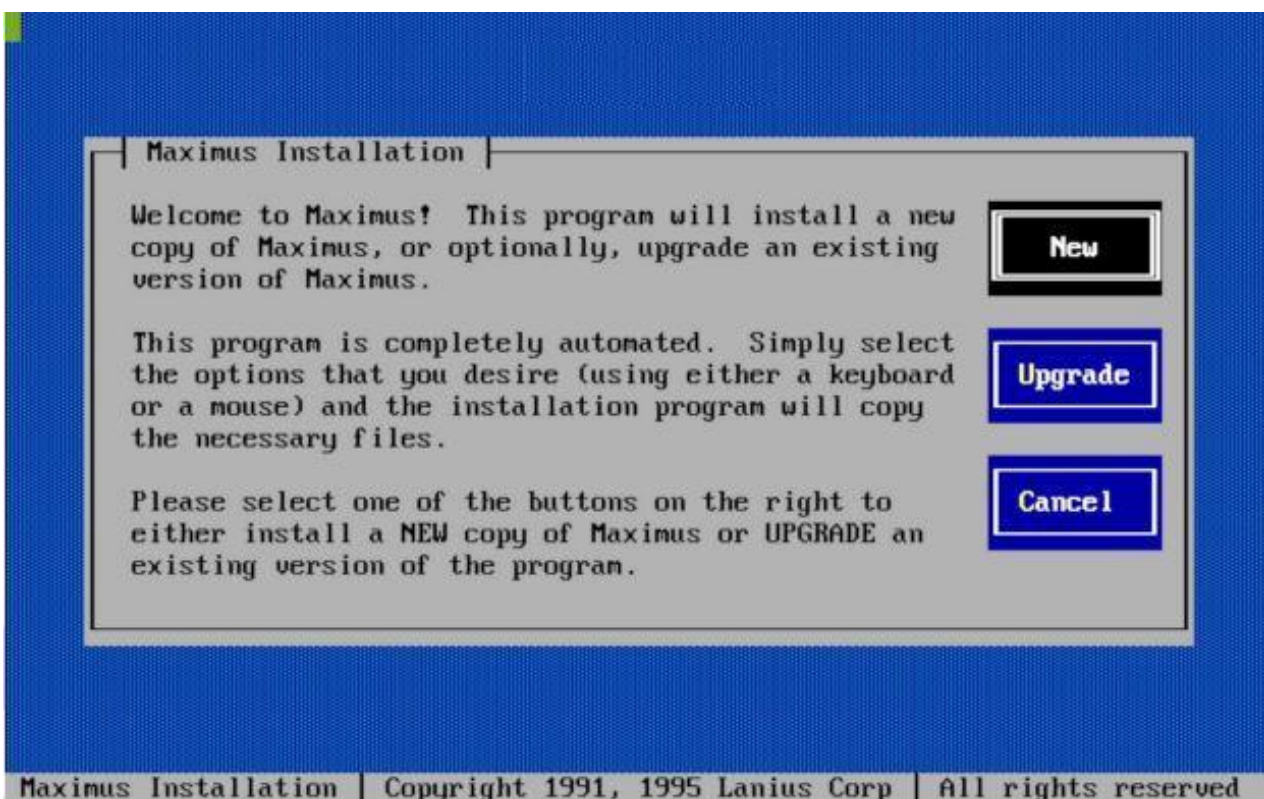 Maximus Installation
Welcome to Maximus!  This program will install a new
copy of Maximus, or optionally, upgrade an existing
version of Maximus.
New
This program is completely automated.  Simply select
the options that you desire (using either a keyboard
or a mouse) and the installation program will copy
the necessary files.
Upgrade
Please select one of the buttons on the right to
either install a NEW copy of Maximus or UPGRADE an
existing version of the program.
Cancel
Maximus Installation | Copyright 1991, 1995 Lanius Corp | All rights reserved